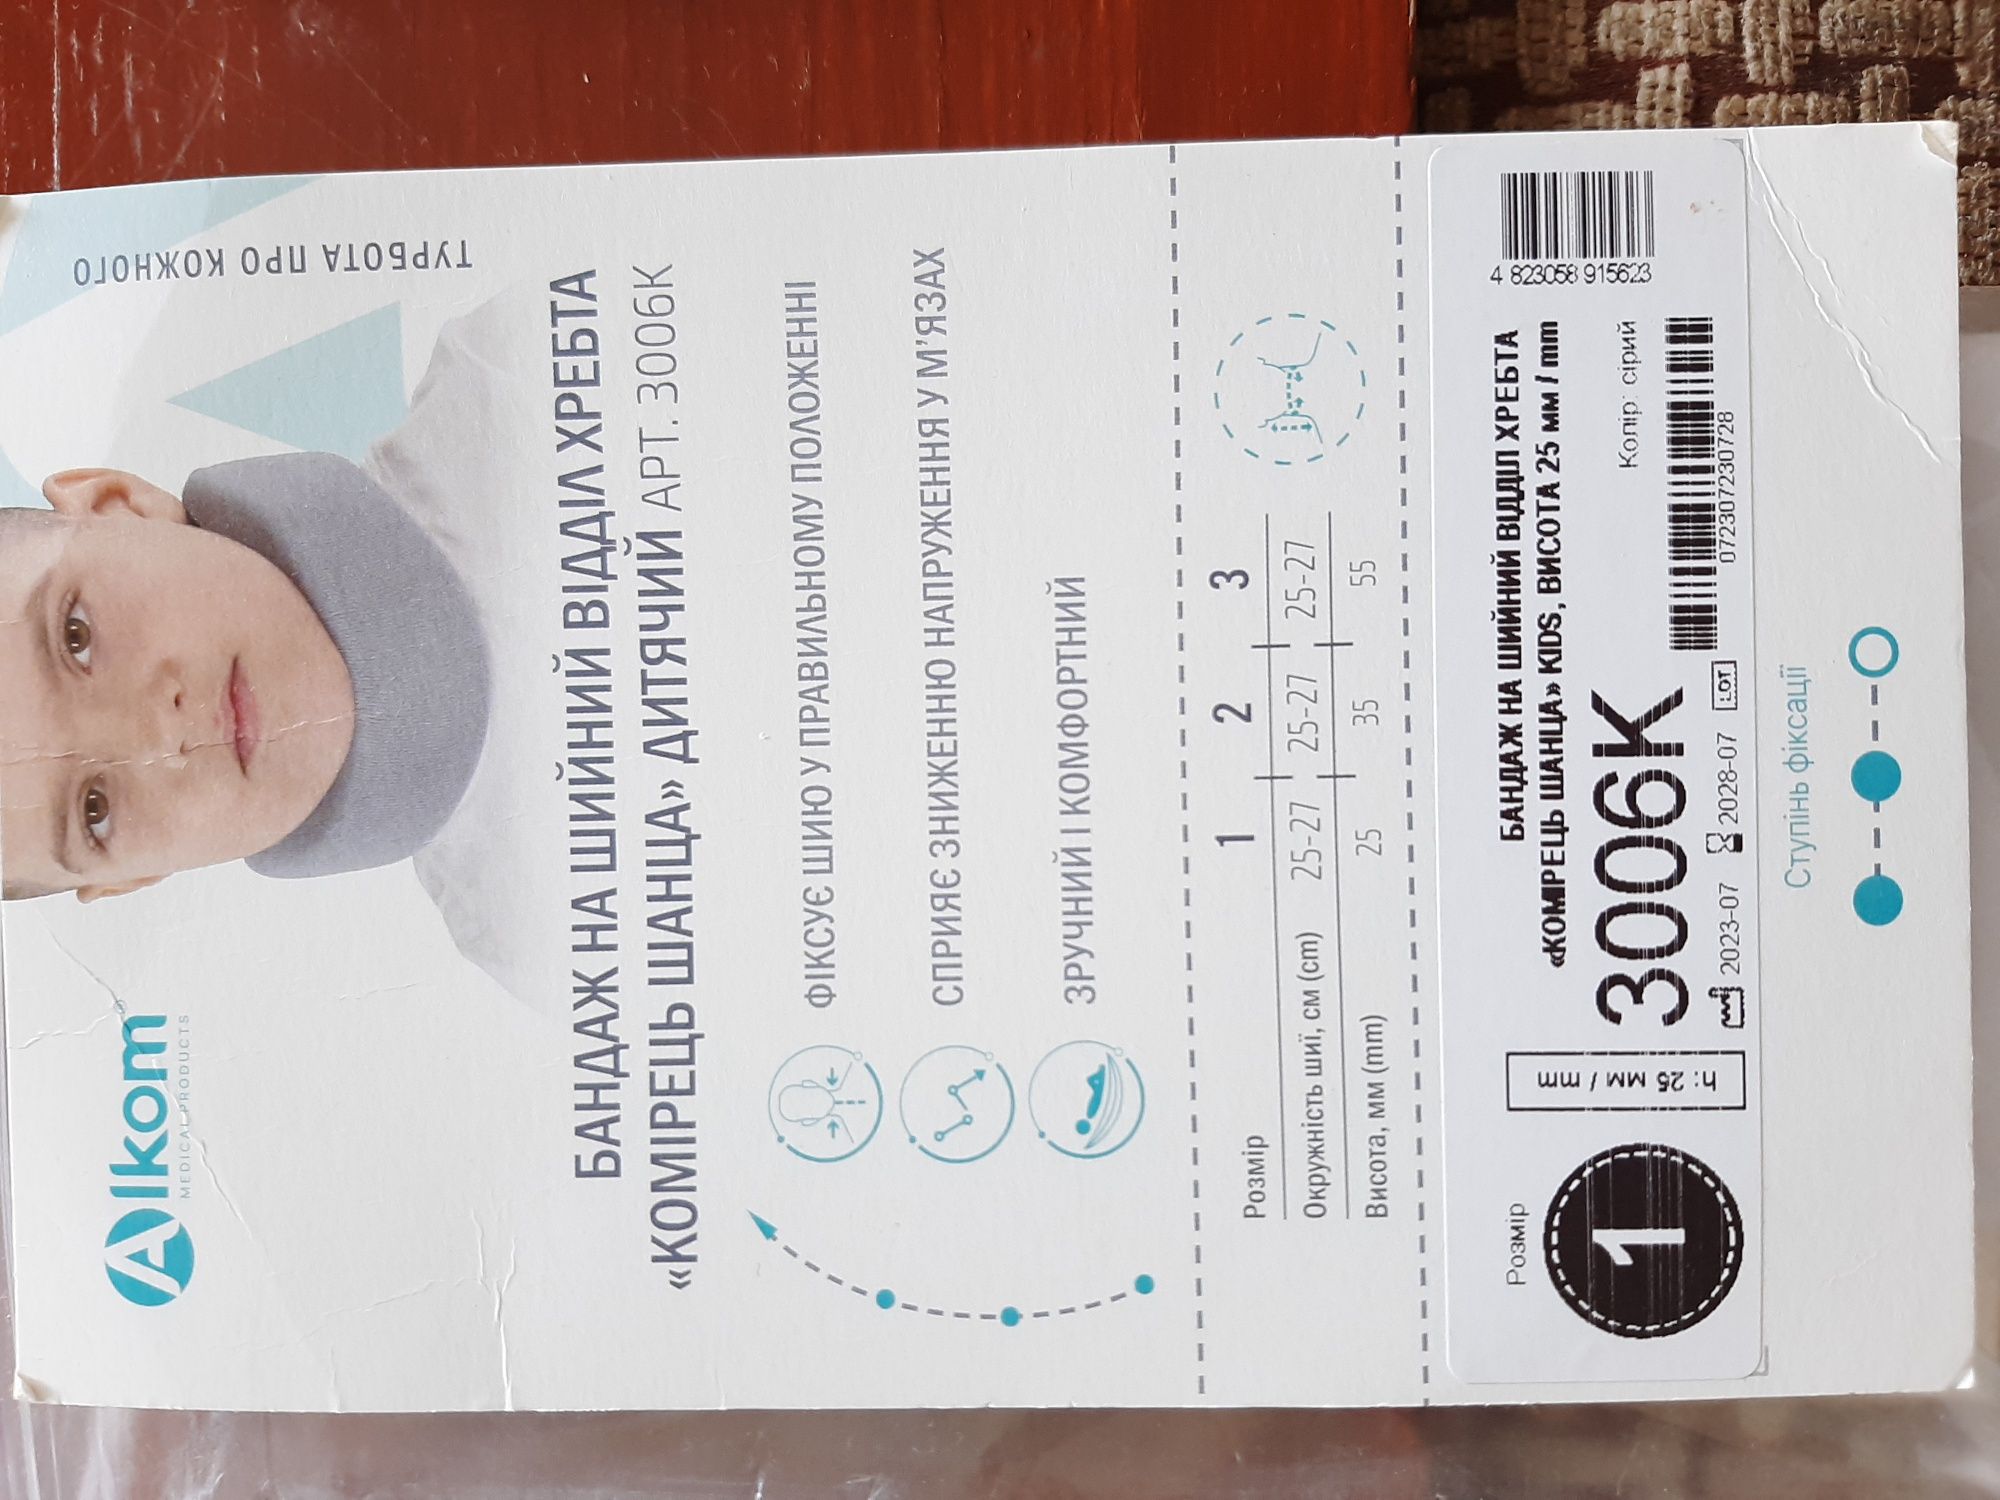 Alkom®
MEDICAL PRODUCTS
ТУРБОТА ПРО КОЖНОГО
БАНДАЖ НА ШИЙНИЙ ВІДДІЛ ХРЕБТА
«КОМІРЕЦЬ ШАНЦА» ДИТЯЧИЙ АРТ. 3006К
ФІКСУЄ ШИЮ У ПРАВИЛЬНОМУ ПОЛОЖЕННІ
СПРИЯЄ ЗНИЖЕННЮ НАПРУЖЕННЯ У М'ЯЗАХ
ЗРУЧНИЙ І КОМФОРТНИЙ
Розмір 1 2 3
Окружність шиї, см (cm) 25-27 25-27 25-27
Висота, мм (mm) 25 35 55
Розмір
1
h: 25 мм / mm
БАНДАЖ НА ШИЙНИЙ ВІДДІЛ ХРЕБТА
«КОМІРЕЦЬ ШАНЦА» KIDS, ВИСОТА 25 мм / mm
3006К
Колір: сірий
2023-07 2028-07 LOT
0723072230728
4 823058 915623
Ступінь фіксації